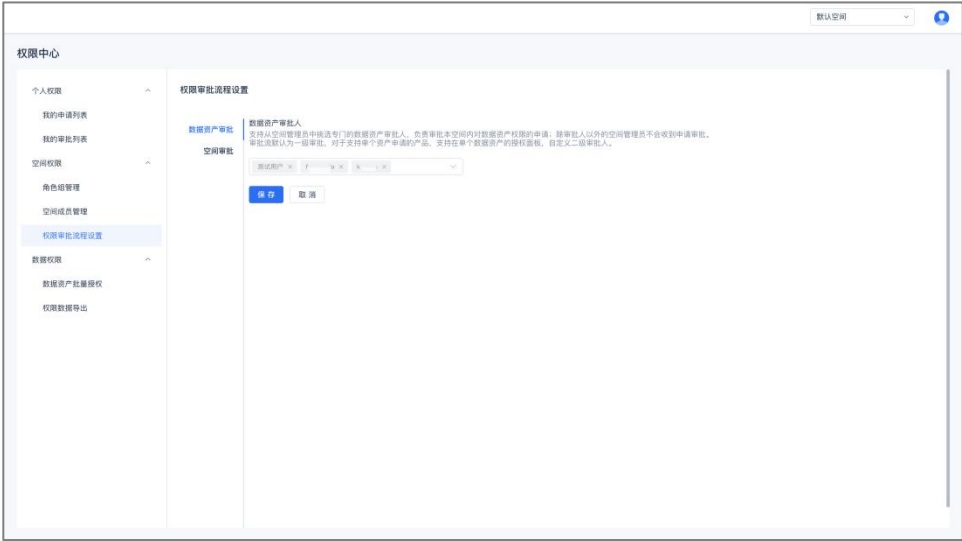 默认空间
权限中心
个人权限
我的申请列表
我的审批列表
空间权限
角色组管理
空间成员管理
权限审批流程设置
数据权限
数据资产批量授权
权限数据导出
权限审批流程设置
数据资产审批
空间审批
数据资产审批人
支持从空间管理员中挑选专门的数据资产审批人，负责审批本空间内对数据资产权限的申请；除审批人以外的空间管理员不会收到申请审批。
审批流默认为一级审批，对于支持单个资产申请的产品，支持在单个数据资产的授权面板，自定义二级审批人。
测试用户 ×
保存 取消